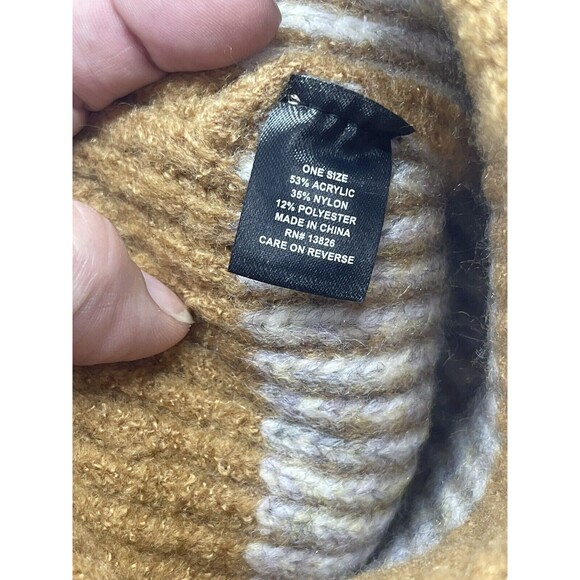 ONE SIZE
53% ACRYLIC
35% NYLON
12% POLYESTER
MADE IN CHINA
RN# 13826
CARE ON REVERSE